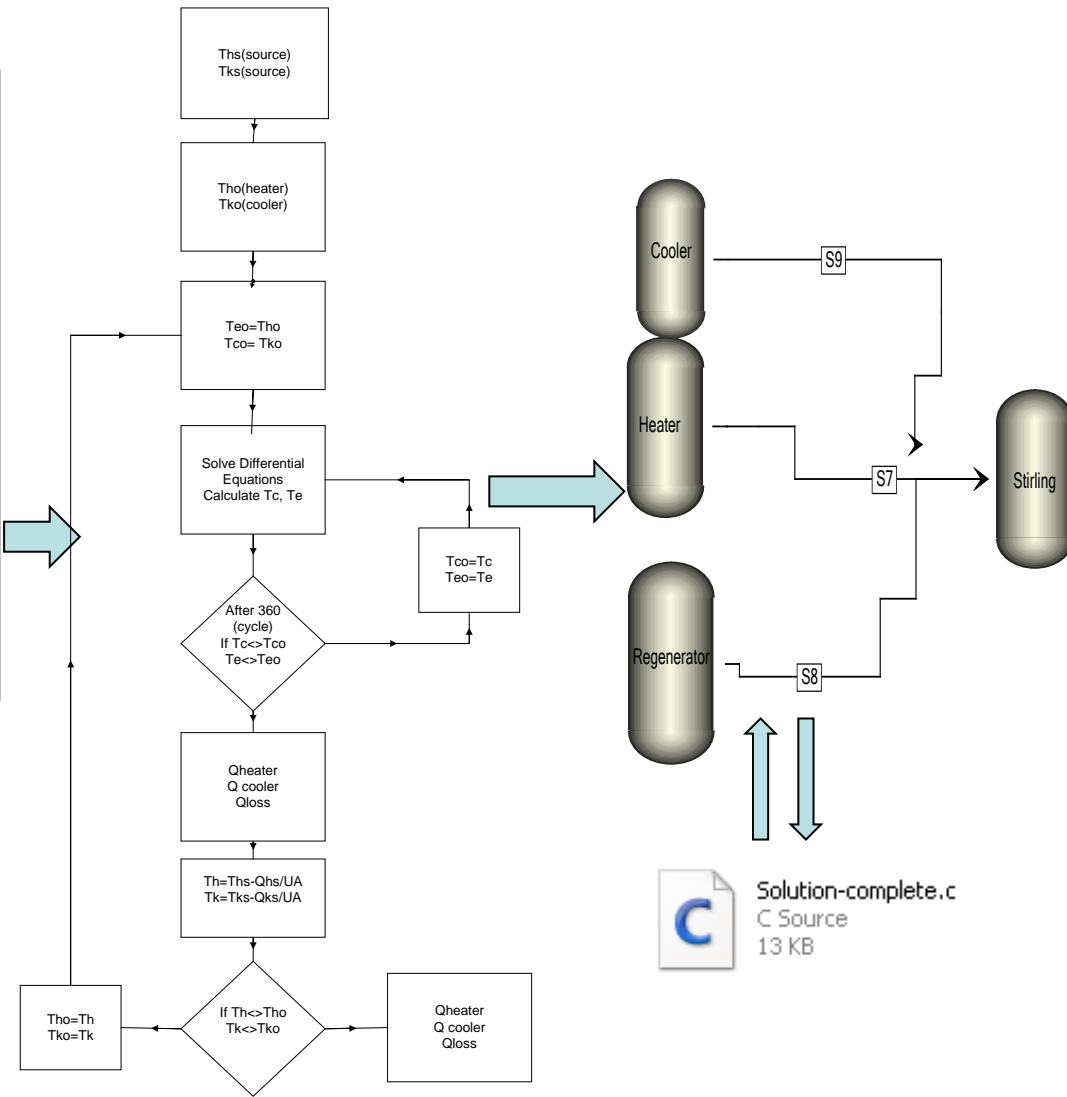 Ths(source)
Tks(source)
Tho(heater)
Tko(cooler)
Teo=Tho
Tco= Tko
Solve Differential
Equations
Calculate Tc, Te
Tco=Tc
Teo=Te
After 360
(cycle)
If Tc<>Tco
Te<>Teo
Qheater
Q cooler
Qloss
Th=Ths-Qhs/UA
Tk=Tks-Qks/UA
If Th<>Tho
Tk<>Tko
Tho=Th
Tko=Tk
Qheater
Q cooler
Qloss
Cooler
S9
Heater
S7
Stirling
Regenerator
S8
C
Solution-complete.c
C Source
13 KB